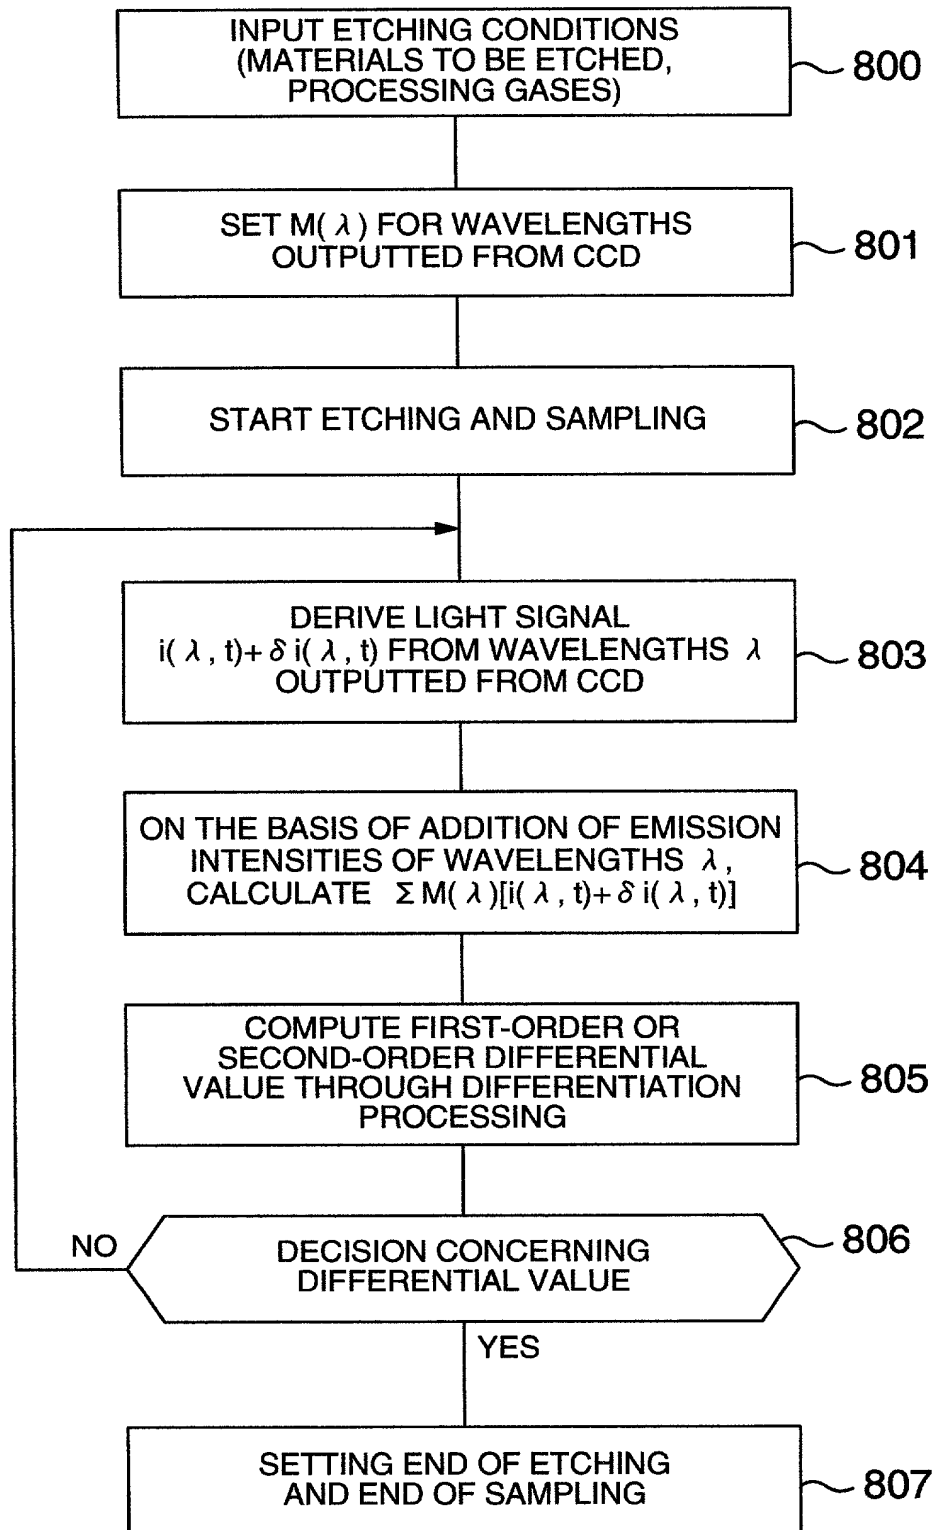 INPUT ETCHING CONDITIONS
(MATERIALS TO BE ETCHED,
PROCESSING GASES)
800
SET M( λ ) FOR WAVELENGTHS
OUTPUTTED FROM CCD
801
START ETCHING AND SAMPLING
802
DERIVE LIGHT SIGNAL
i( λ , t)+ δ i( λ , t) FROM WAVELENGTHS λ
OUTPUTTED FROM CCD
803
ON THE BASIS OF ADDITION OF EMISSION
INTENSITIES OF WAVELENGTHS λ ,
CALCULATE Σ M( λ )[i( λ , t)+ δ i( λ , t)]
804
COMPUTE FIRST-ORDER OR
SECOND-ORDER DIFFERENTIAL
VALUE THROUGH DIFFERENTIATION
PROCESSING
805
NO
DECISION CONCERNING
DIFFERENTIAL VALUE
806
YES
SETTING END OF ETCHING
AND END OF SAMPLING
807